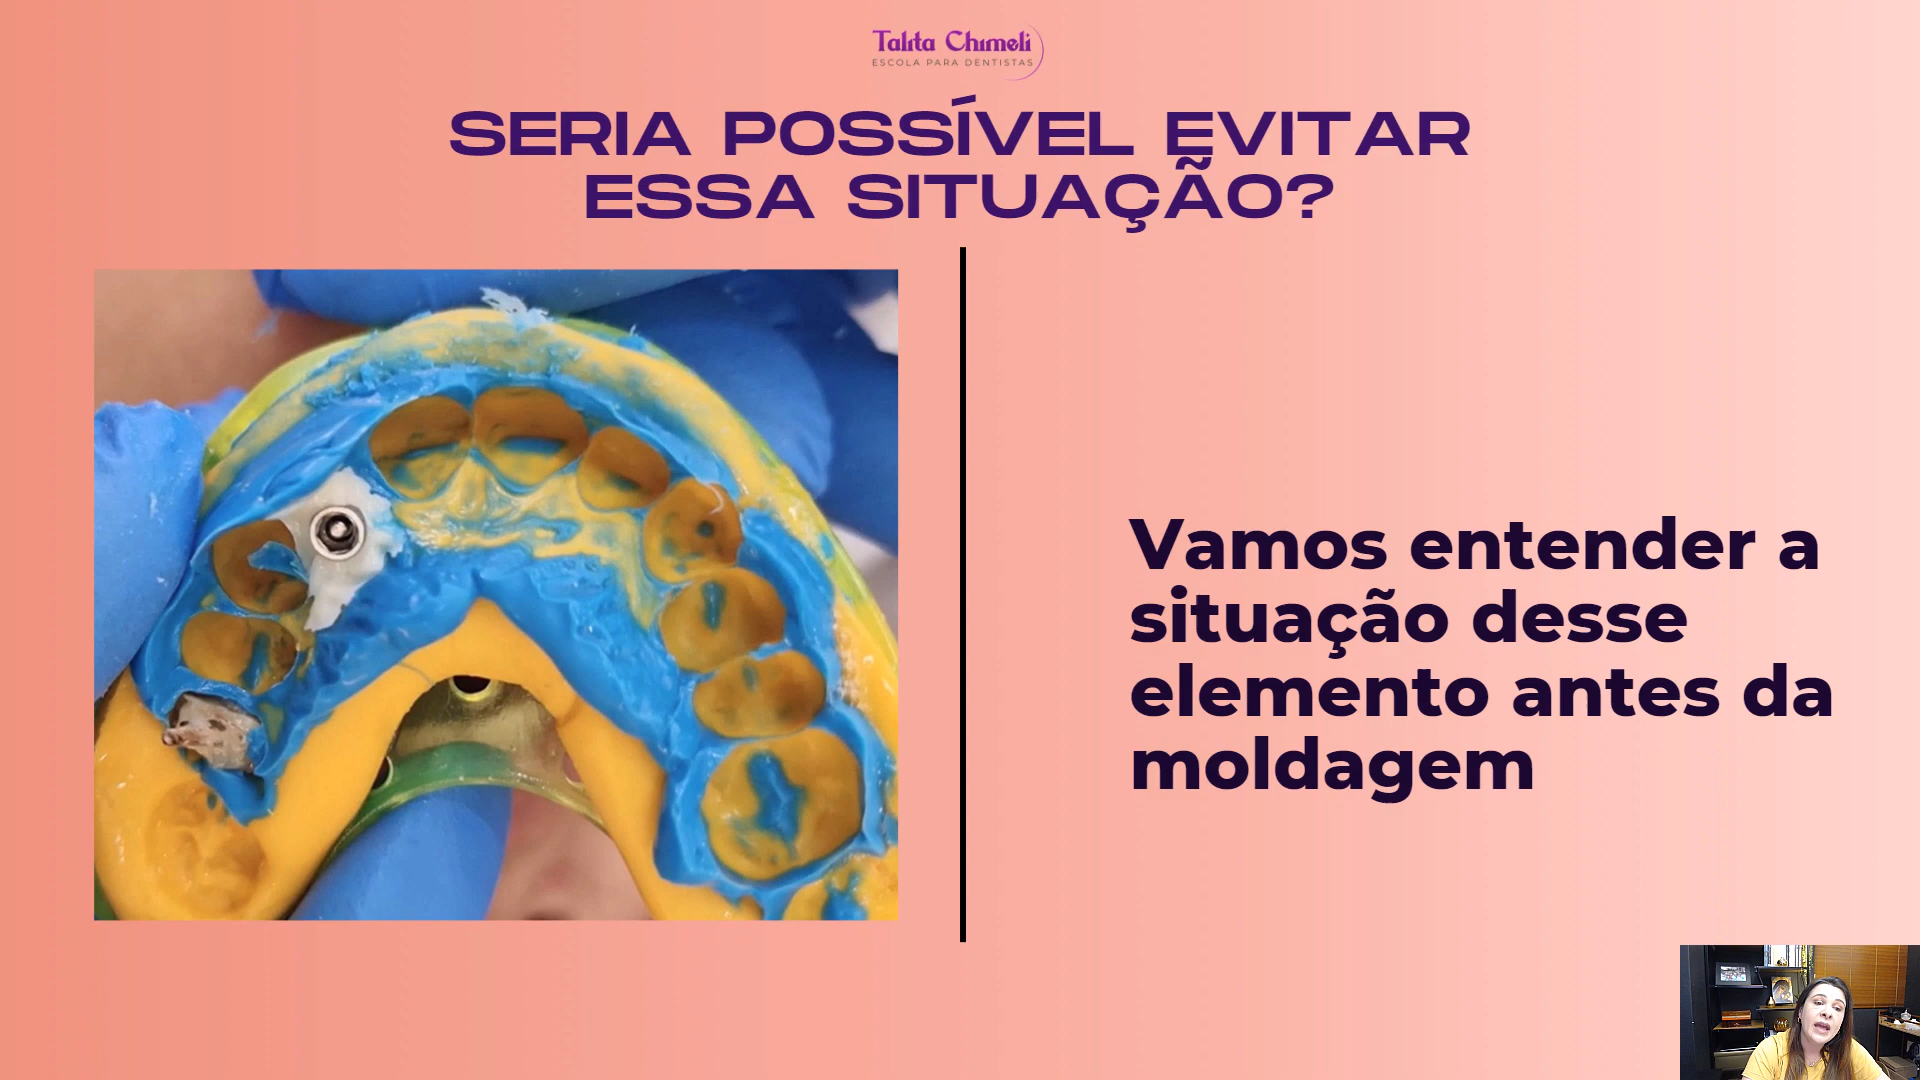 Talita Chimeli
ESCOLA PARA DENTISTAS
SERIA POSSÍVEL EVITAR
ESSA SITUAÇÃO?
Vamos entender a
situação desse
elemento antes da
moldagem